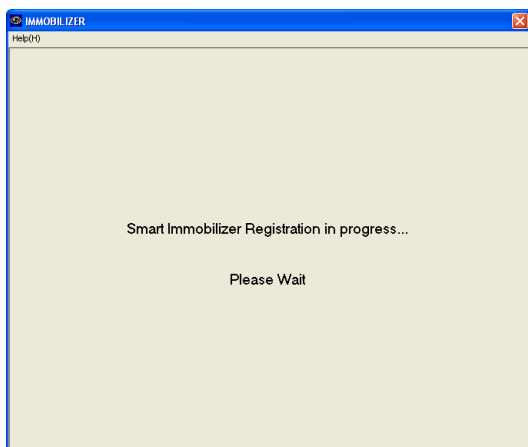 IMMOBILIZER
Help(H)
Smart Immobilizer Registration in progress...
Please Wait